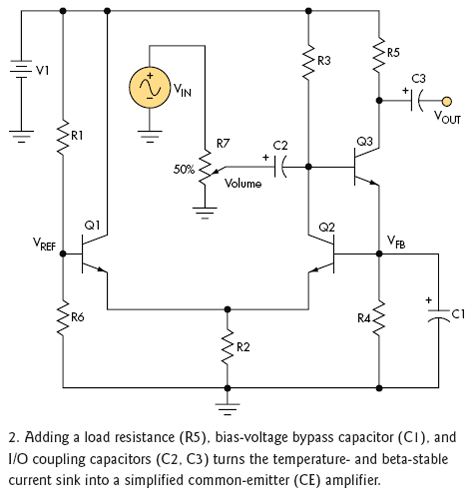 V1
R1
VIN
R3
R5
C3
VOUT
R7
50%
Volume
C2
Q3
Q1
VREF
Q2
VFB
R6
R2
R4
C1
2. Adding a load resistance (R5), bias-voltage bypass capacitor (C1), and
I/O coupling capacitors (C2, C3) turns the temperature- and beta-stable
current sink into a simplified common-emitter (CE) amplifier.